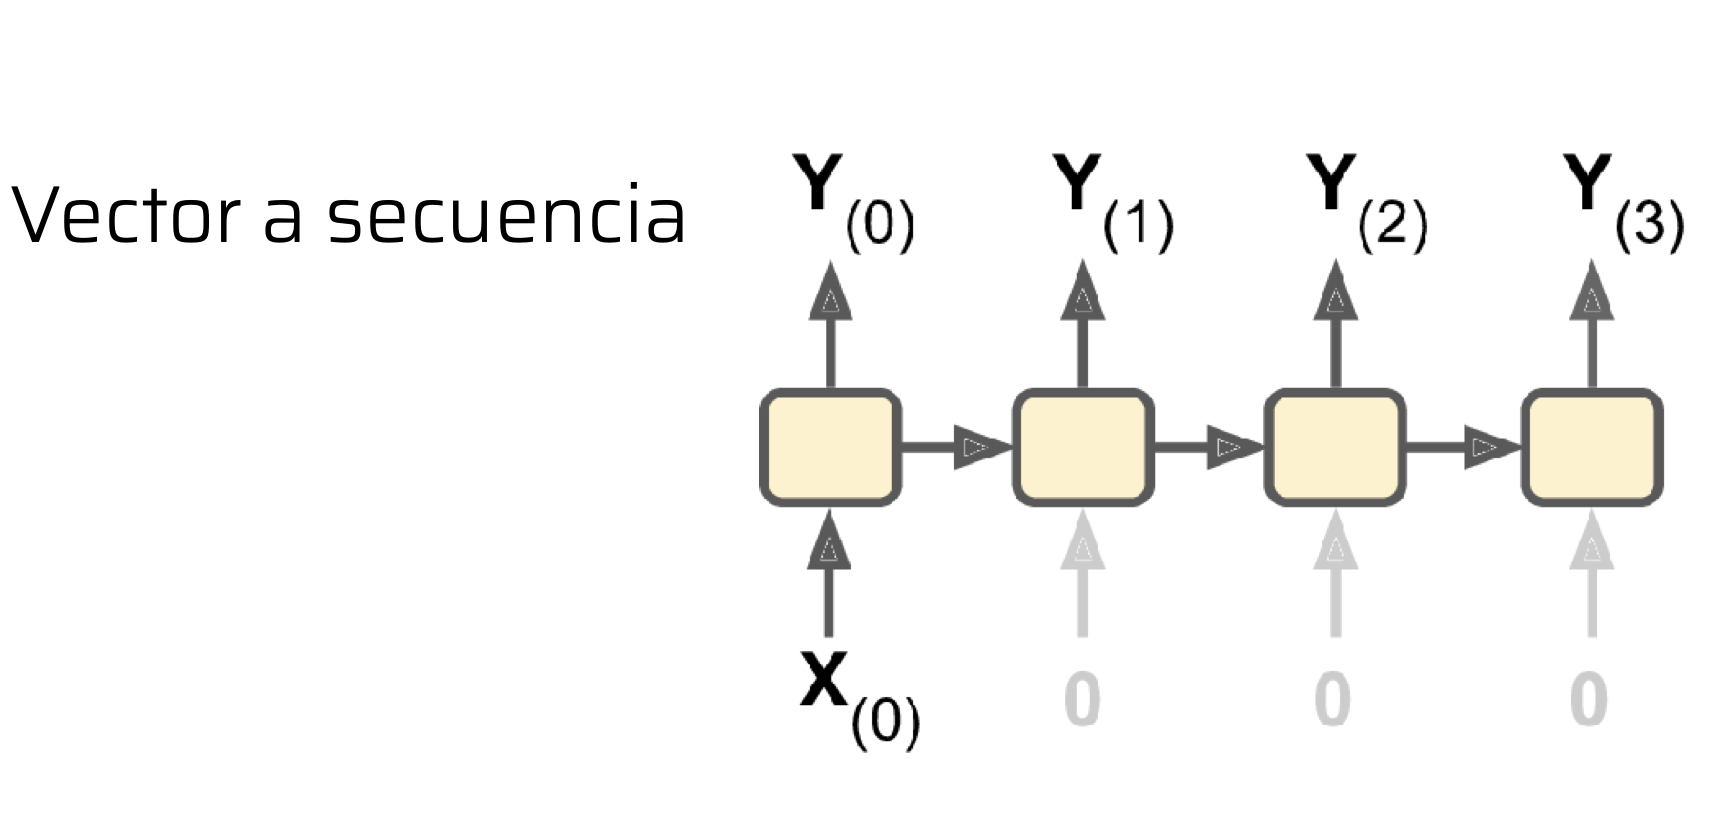 Vector a secuencia
Y(0) Y(1) Y(2) Y(3)
X(0) 0 0 0